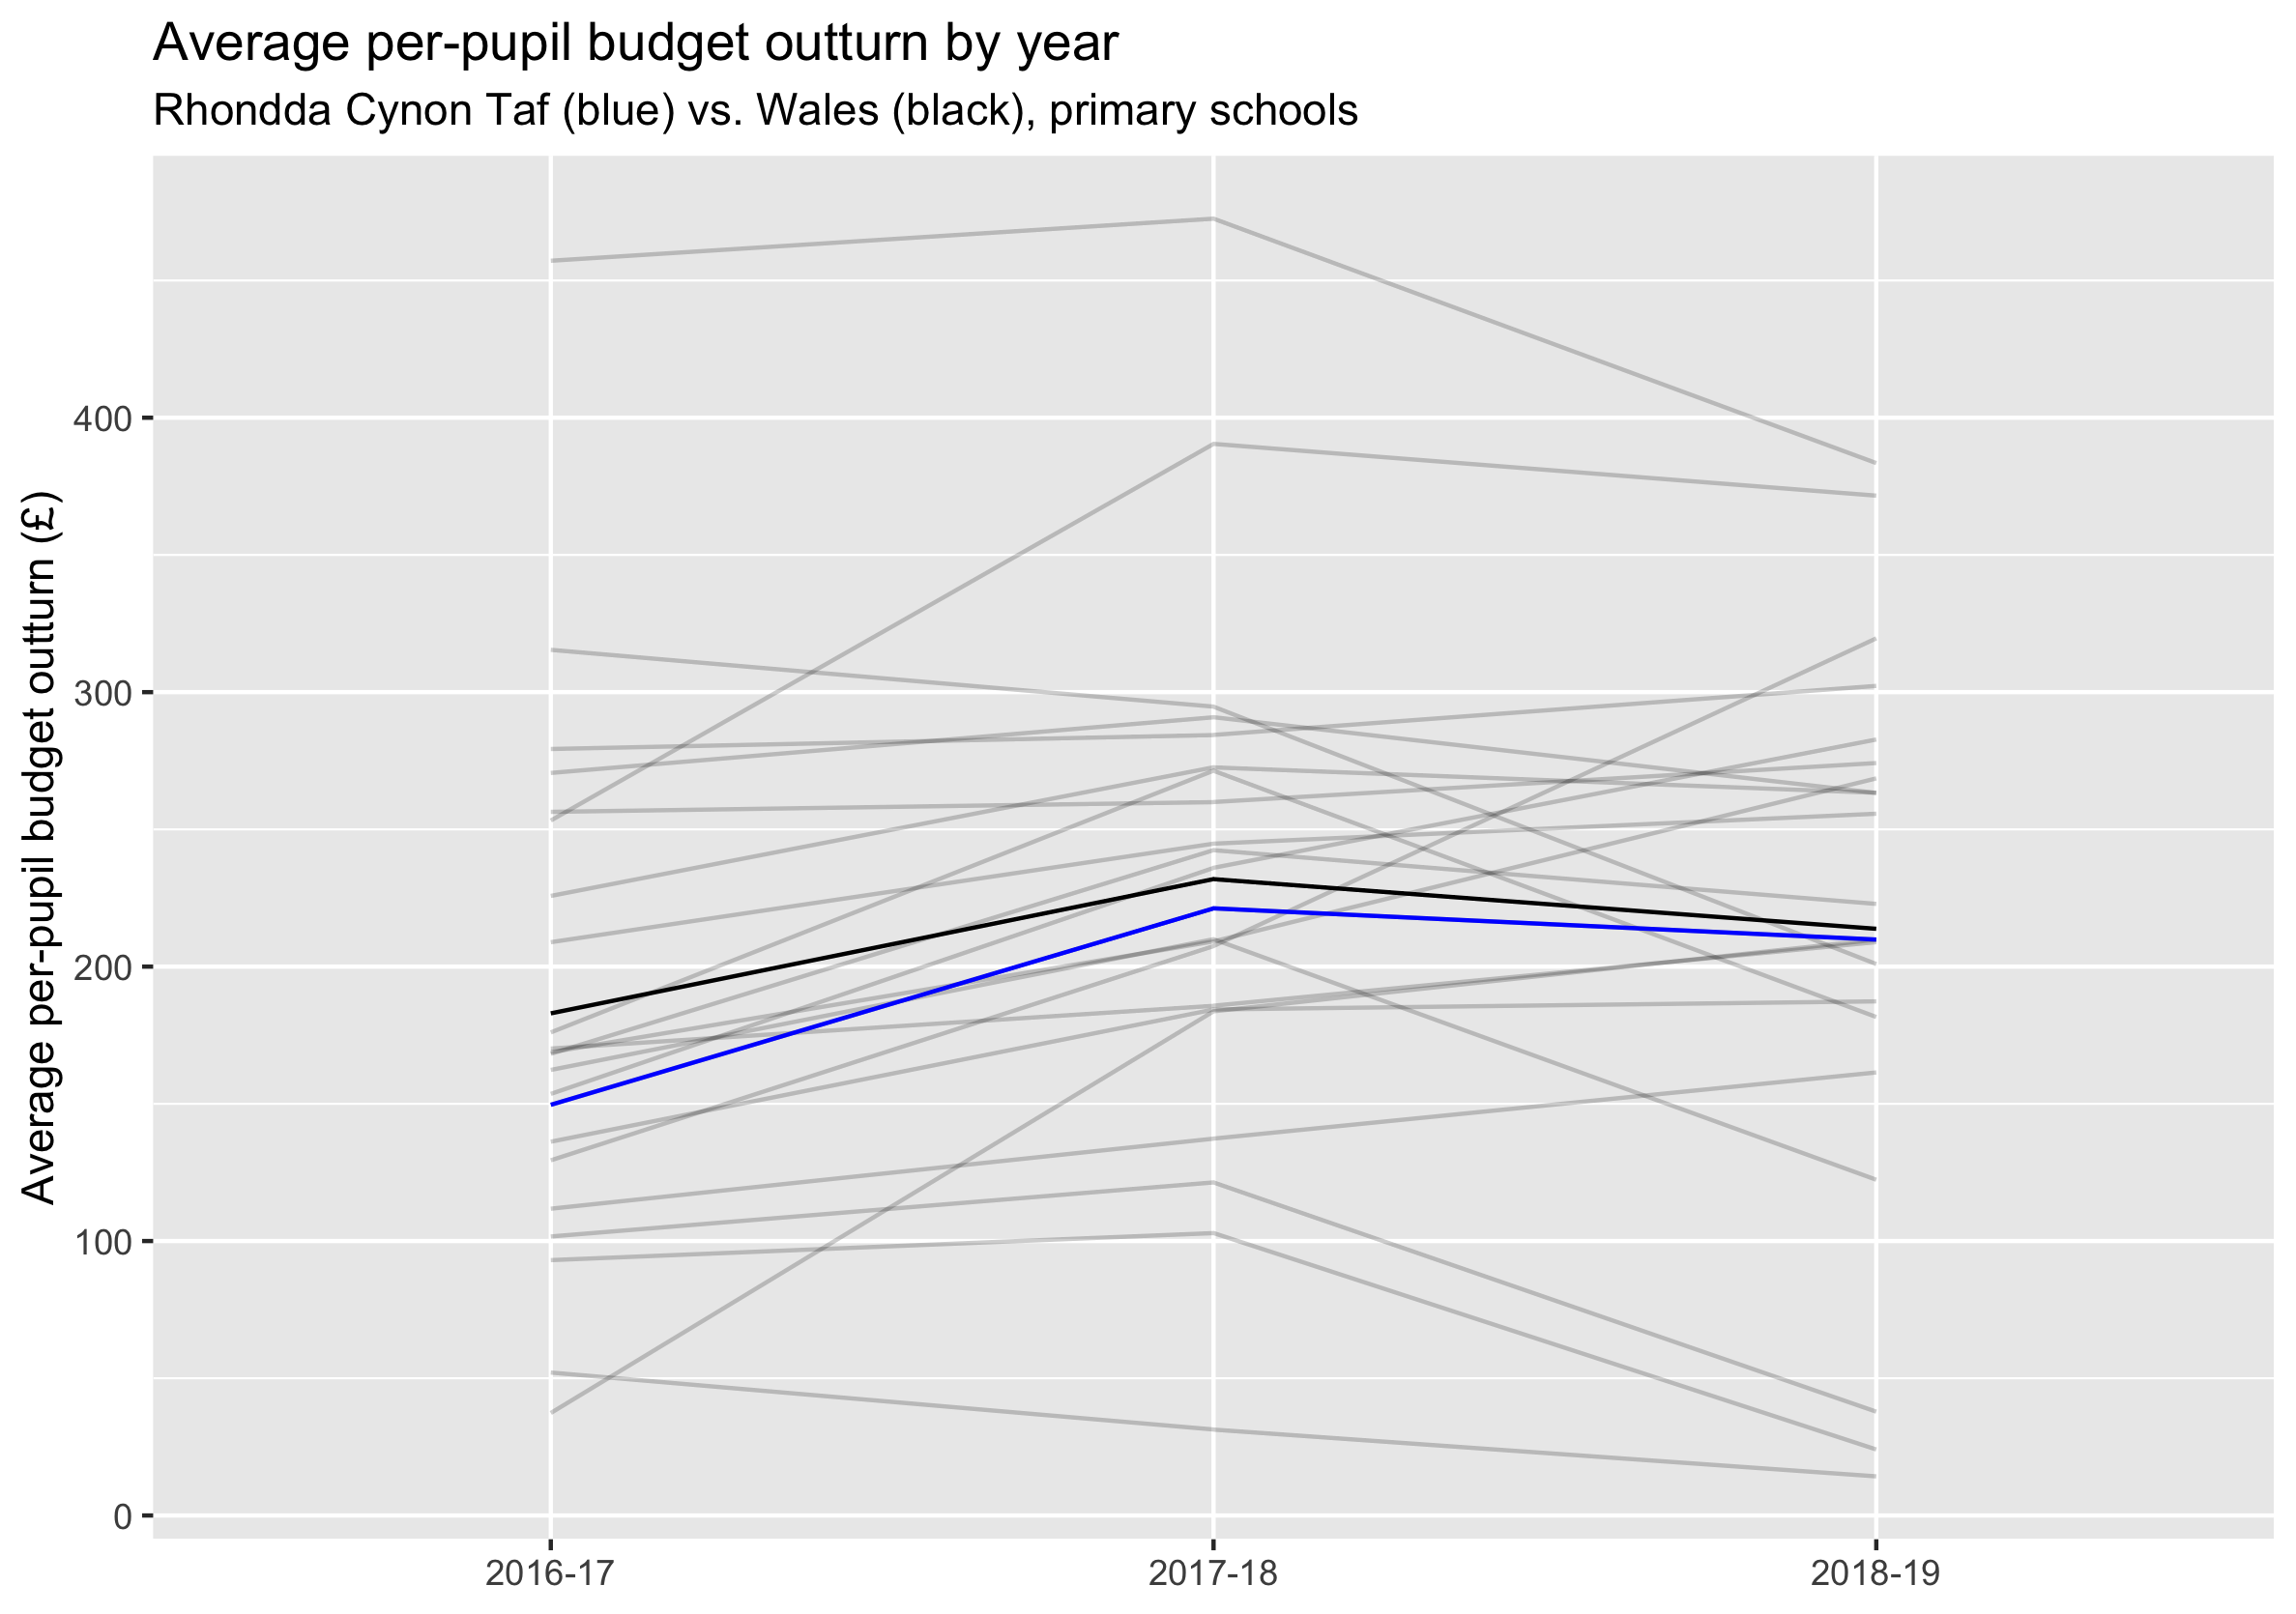 Average per-pupil budget outturn by year
Rhondda Cynon Taf (blue) vs. Wales (black), primary schools
Average per-pupil budget outturn (£)
400
300
200
100
0
2016-17
2017-18
2018-19